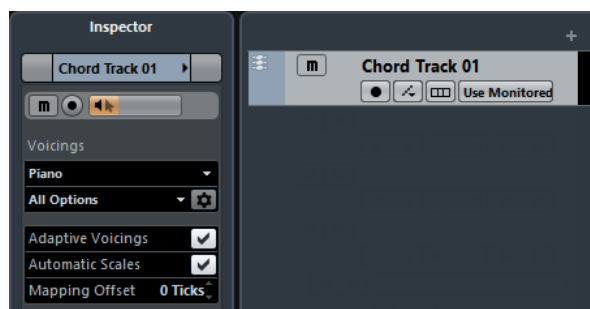 Inspector
Chord Track 01
m
Voicings
Piano
All Options
Adaptive Voicings
Automatic Scales
Mapping Offset 0 Ticks
+
m Chord Track 01
Use Monitored